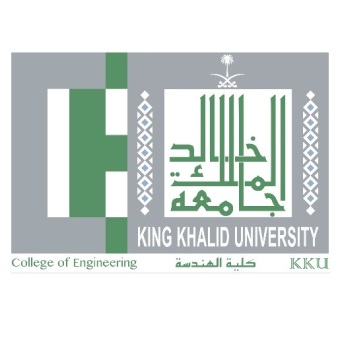 جامعة الملك خالد
KING KHALID UNIVERSITY
College of Engineering كلية الهندسة KKU